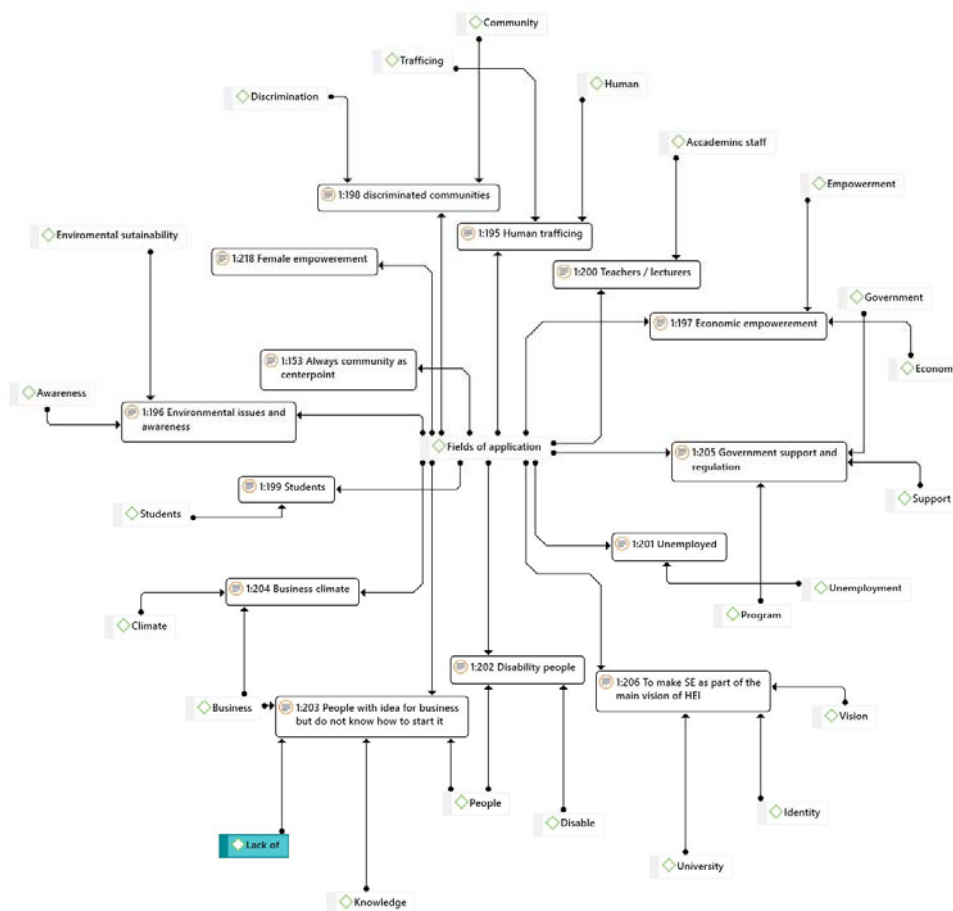 Community
Trafficing
Human
Discrimination
Accademinc staff
Empowerment
1:198 discriminated communities
1:195 Human trafficing
Enviromental sutainability
1:218 Female empowerement
1:200 Teachers / lecturers
Government
1:197 Economic empowerement
1:153 Always community as
centerpoint
Econom
Awareness
1:196 Environmental issues and
awareness
Fields of application
1:205 Government support and
regulation
1:199 Students
Support
Students
1:201 Unemployed
1:204 Business climate
Unemployment
Program
Climate
1:202 Disability people
1:206 To make SE as part of the
main vision of HEI
Business
1:203 People with idea for business
but do not know how to start it
Vision
People
Identity
Disable
Lack of
University
Knowledge